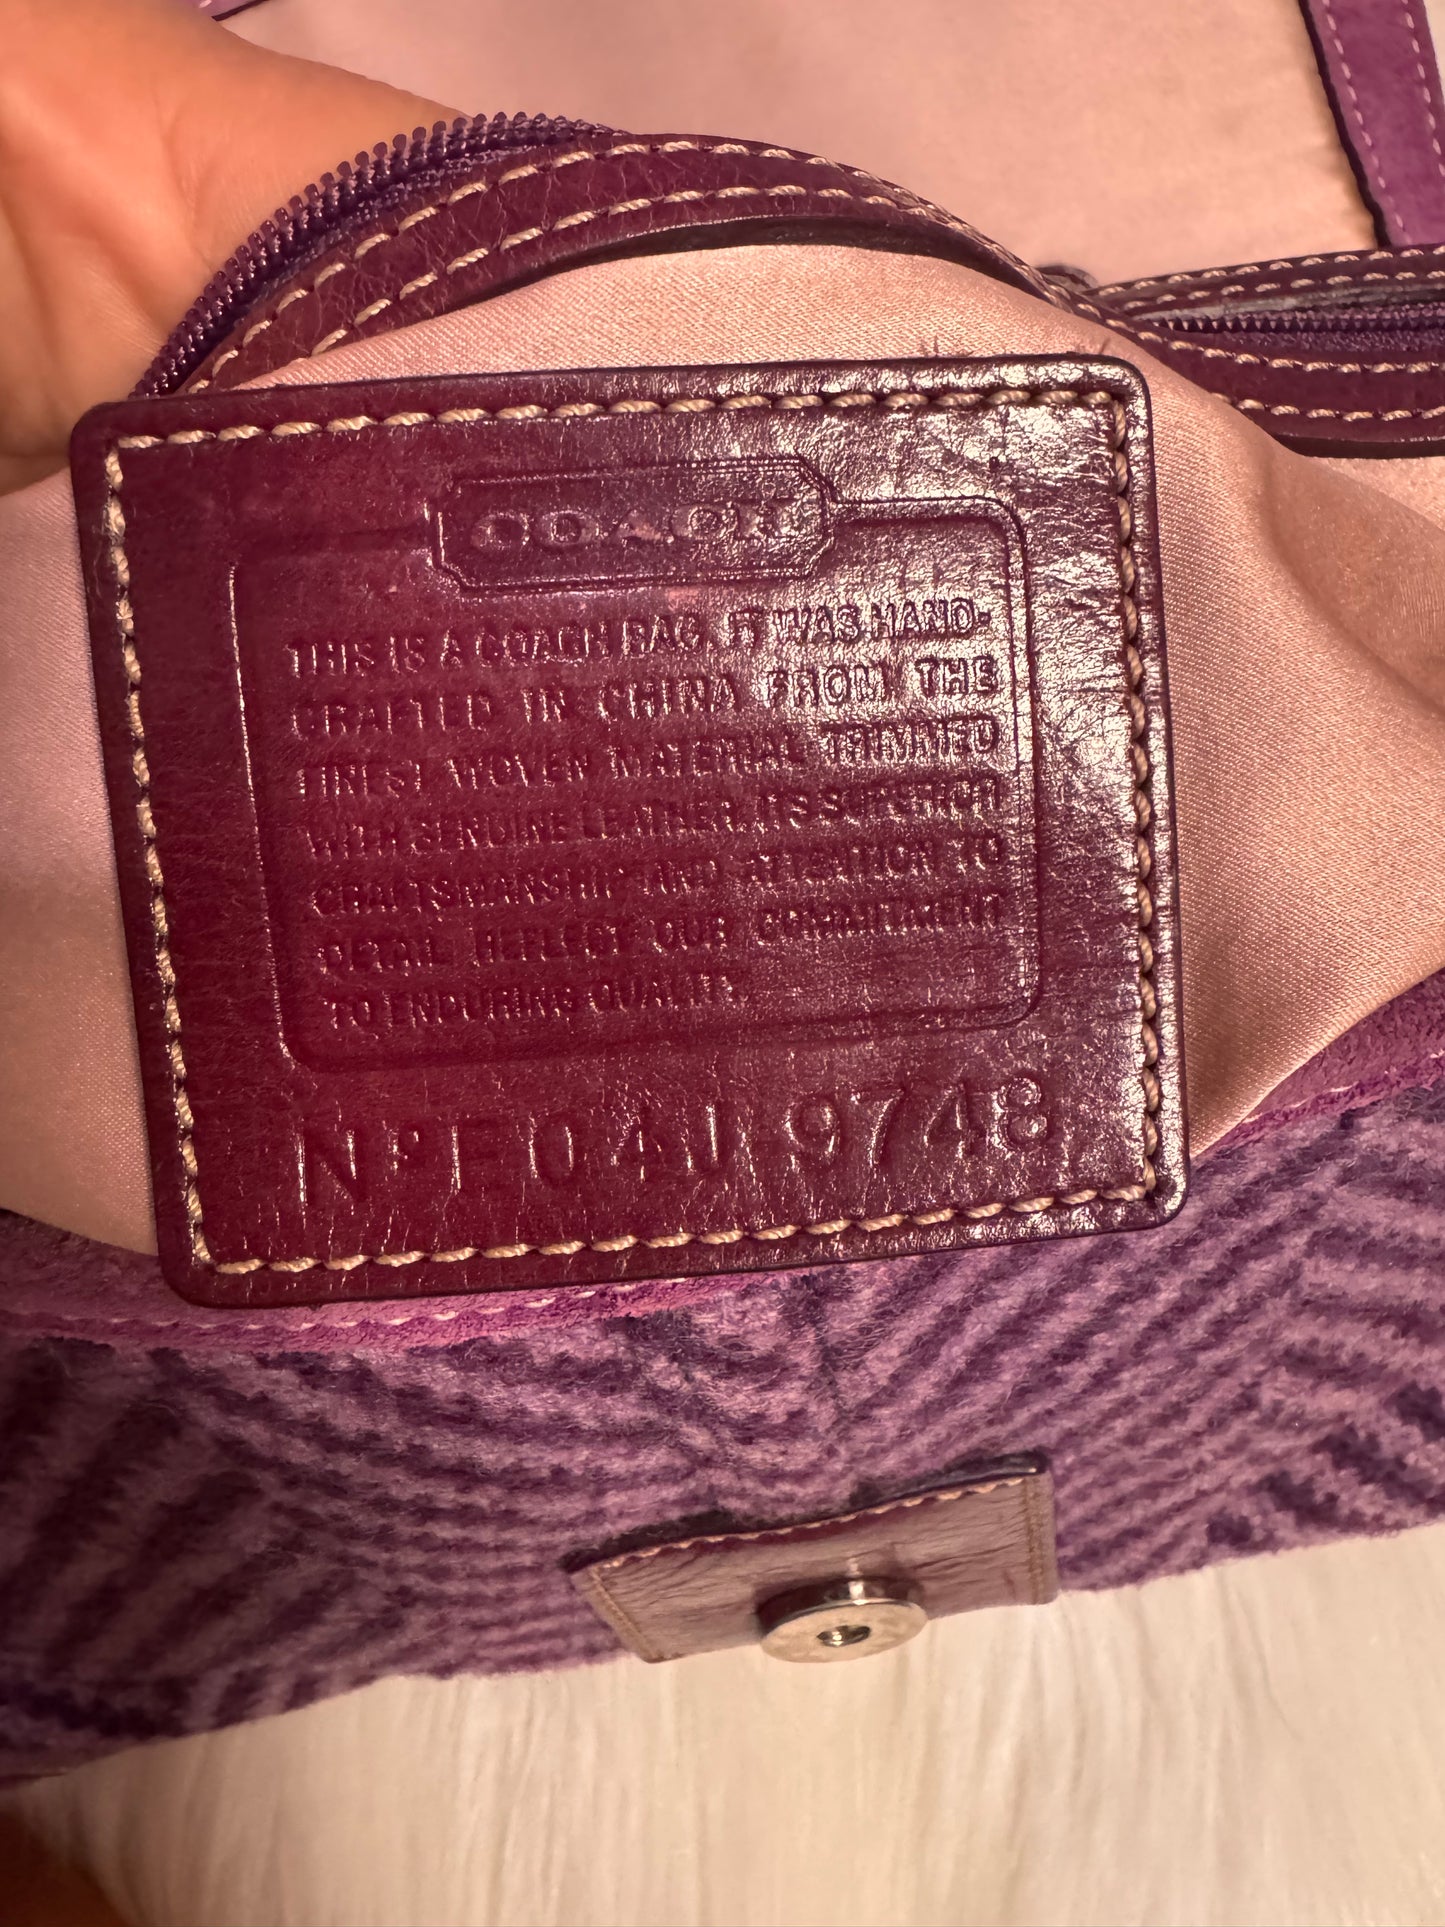 COACH
THIS IS A COACH BAG. IT WAS HAND-
CRAFTED IN CHINA FROM THE
FINEST WOVEN MATERIAL TRIMMED
WITH GENUINE LEATHER. ITS SUPERIOR
CRAFTSMANSHIP AND ATTENTION TO
DETAIL REFLECT OUR COMMITMENT
TO ENDURING QUALITY.
Nº F04J-9748